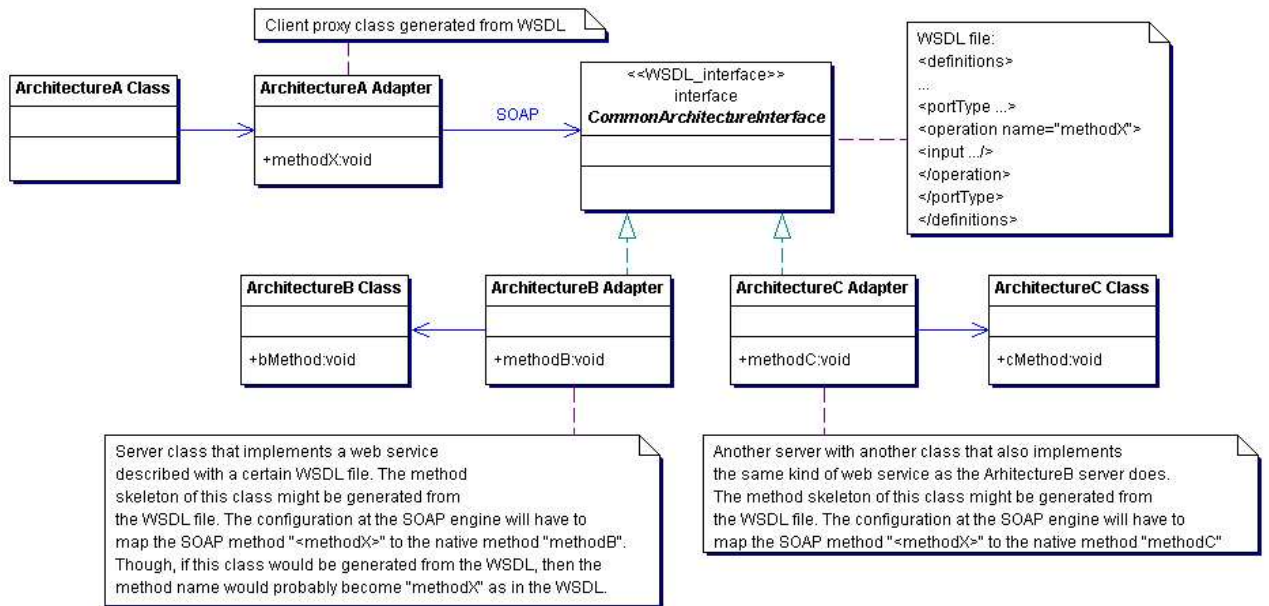 Client proxy class generated from WSDL
WSDL file:
<definitions>
...
<portType ...>
<operation name="methodX">
<input .../>
</operation>
</portType>
</definitions>
ArchitectureA Class
ArchitectureA Adapter
+methodX:void
SOAP
<<WSDL_interface>>
interface
CommonArchitectureInterface
ArchitectureB Class
+bMethod:void
ArchitectureB Adapter
+methodB:void
ArchitectureC Adapter
+methodC:void
ArchitectureC Class
+cMethod:void
Server class that implements a web service
described with a certain WSDL file. The method
skeleton of this class might be generated from
the WSDL file. The configuration at the SOAP engine will have to
map the SOAP method "<methodX>" to the native method "methodB".
Though, if this class would be generated from the WSDL, then the
method name would probably become "methodX" as in the WSDL.
Another server with another class that also implements
the same kind of web service as the ArhitectureB server does.
The method skeleton of this class might be generated from
the WSDL file. The configuration at the SOAP engine will have to
map the SOAP method "<methodX>" to the native method "methodC"